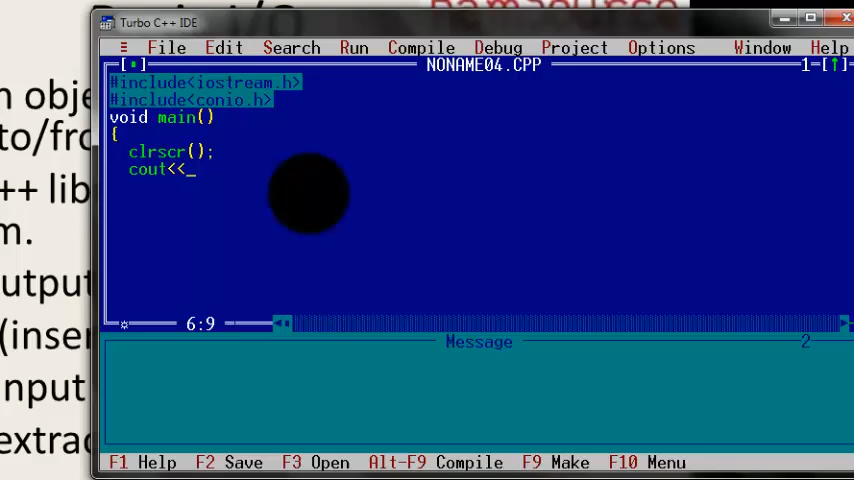 Turbo C++ IDE
≡ File Edit Search Run Compile Debug Project Options Window Help
[▪] NONAME04.CPP 1=[↑]
#include<iostream.h>
#include<conio.h>
void main()
{
clrscr();
cout<<_
6:9
Message 2
F1 Help F2 Save F3 Open Alt-F9 Compile F9 Make F10 Menu
n obje
to/fro
++ lib
m.
utput
(inser
nput
extrac